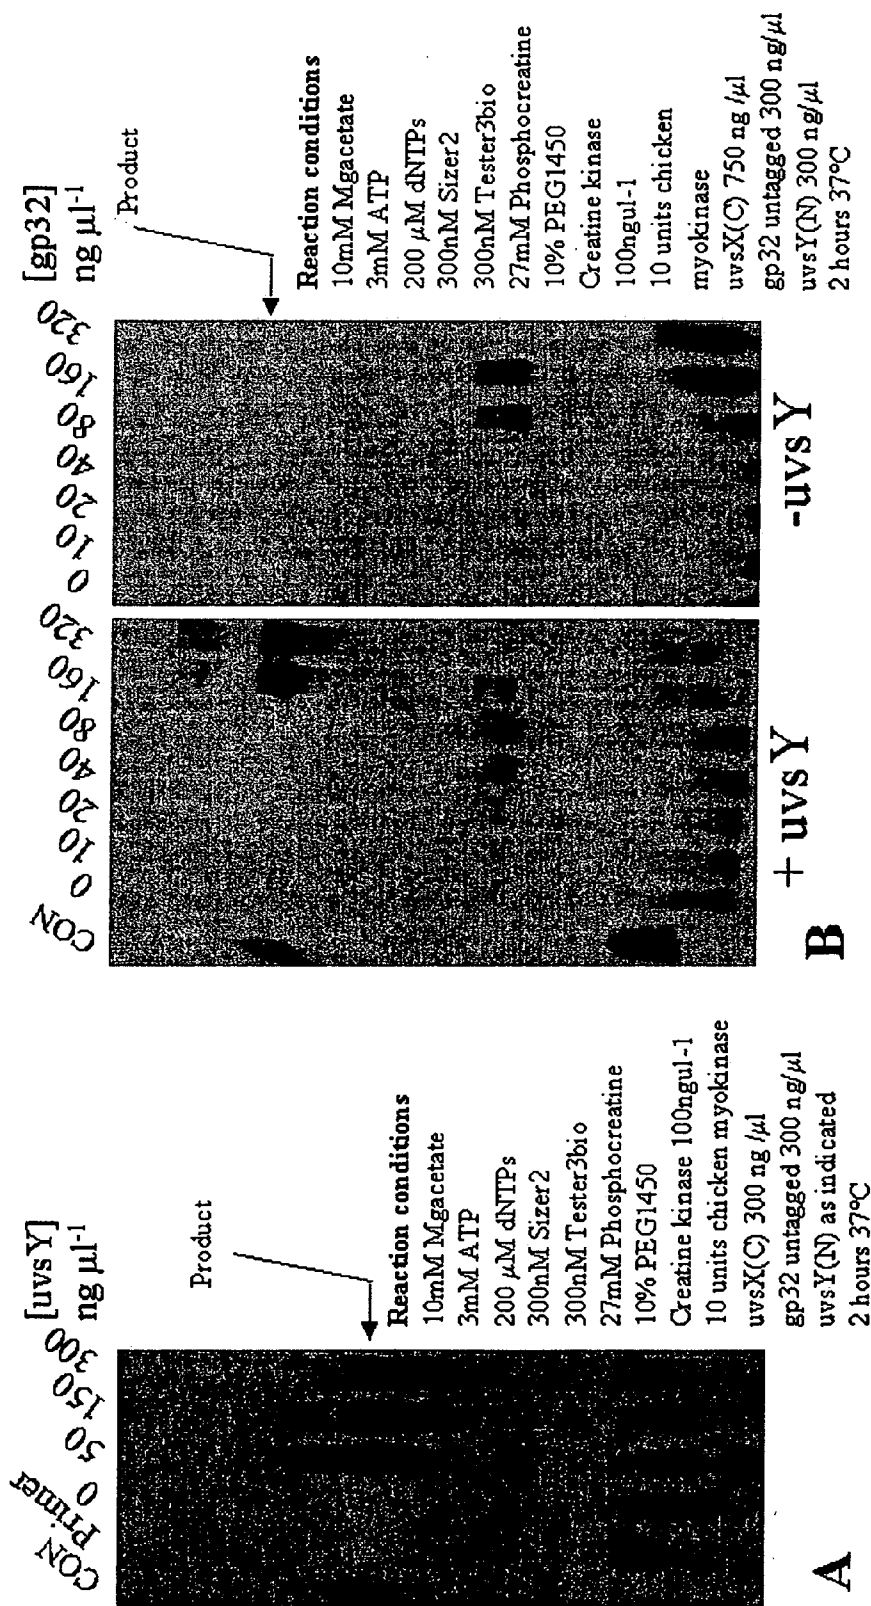 [uvsY]
ng µl⁻¹
CON Primer 0 50 150 300
Product
Reaction conditions
10mM Mgacetate
3mM ATP
200 µM dNTPs
300nM Sizer2
300nM Tester3bio
27mM Phosphocreatine
10% PEG1450
Creatine kinase 100ngul-1
10 units chicken myokinase
uvsX(C) 300 ng /µl
gp32 untagged 300 ng/µl
uvsY(N) as indicated
2 hours 37°C
A
[gp32]
ng µl⁻¹
CON 0 10 20 40 80 160 320 0 10 20 40 80 160 320
Product
Reaction conditions
10mM Mgacetate
3mM ATP
200 µM dNTPs
300nM Sizer2
300nM Tester3bio
27mM Phosphocreatine
10% PEG1450
Creatine kinase
100ngul-1
10 units chicken
myokinase
uvsX(C) 750 ng /µl
gp32 untagged 300 ng/µl
uvsY(N) 300 ng/µl
2 hours 37°C
+ uvsY
-uvsY
B